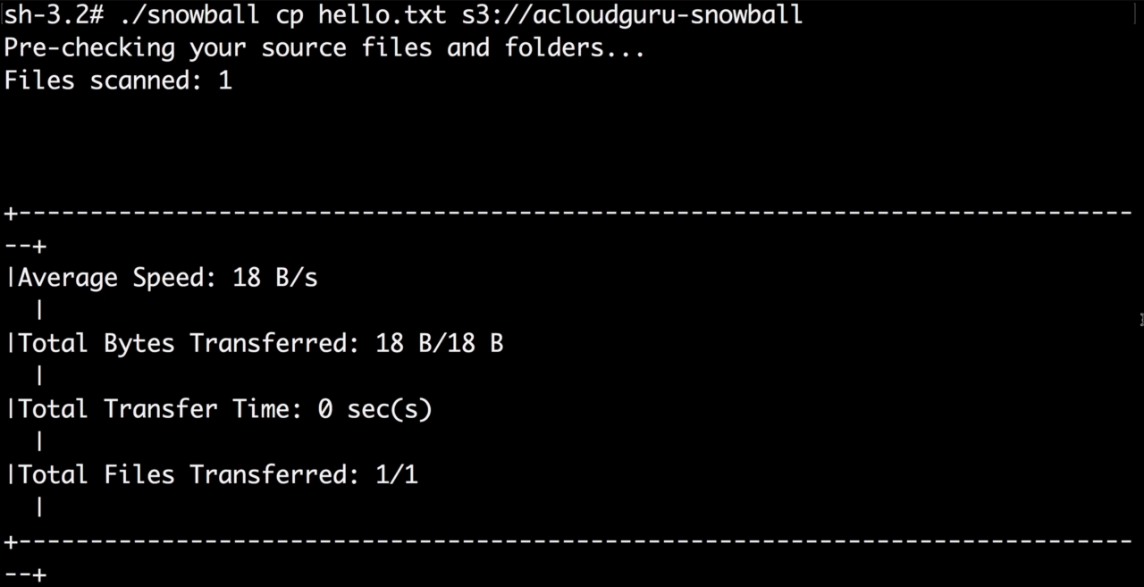 sh-3.2# ./snowball cp hello.txt s3://acloudguru-snowball
Pre-checking your source files and folders...
Files scanned: 1
+------------------------------------------------------------------------------
--+
|Average Speed: 18 B/s
  |
|Total Bytes Transferred: 18 B/18 B
  |
|Total Transfer Time: 0 sec(s)
  |
|Total Files Transferred: 1/1
  |
+------------------------------------------------------------------------------
--+